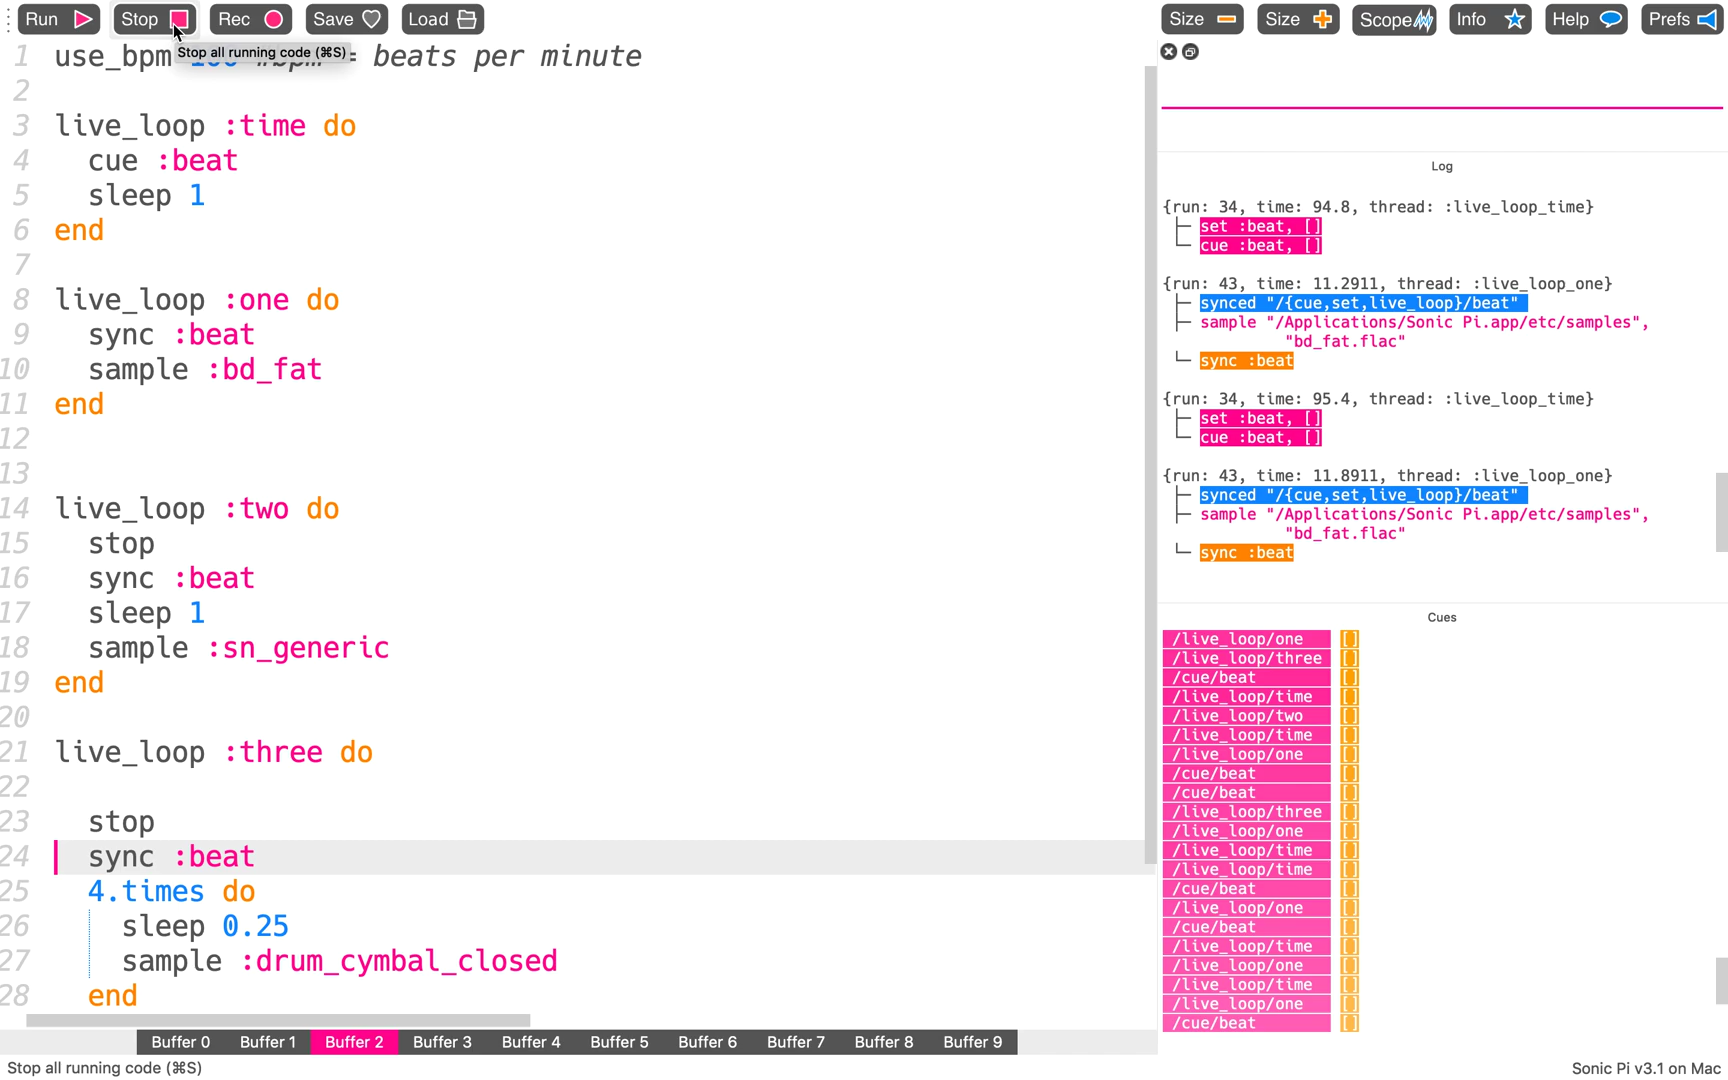 Run Stop Rec Save Load Size Size Scope Info Help Prefs
Stop all running code (⌘S)
1 use_bpm 100 #bpm = beats per minute
2
3 live_loop :time do
4 cue :beat
5 sleep 1
6 end
7
8 live_loop :one do
9 sync :beat
10 sample :bd_fat
11 end
12
13
14 live_loop :two do
15 stop
16 sync :beat
17 sleep 1
18 sample :sn_generic
19 end
20
21 live_loop :three do
22
23 stop
24 sync :beat
25 4.times do
26 sleep 0.25
27 sample :drum_cymbal_closed
28 end
Log
{run: 34, time: 94.8, thread: :live_loop_time}
set :beat, []
cue :beat, []
{run: 43, time: 11.2911, thread: :live_loop_one}
synced "/{cue,set,live_loop}/beat"
sample "/Applications/Sonic Pi.app/etc/samples",
"bd_fat.flac"
sync :beat
{run: 34, time: 95.4, thread: :live_loop_time}
set :beat, []
cue :beat, []
{run: 43, time: 11.8911, thread: :live_loop_one}
synced "/{cue,set,live_loop}/beat"
sample "/Applications/Sonic Pi.app/etc/samples",
"bd_fat.flac"
sync :beat
Cues
/live_loop/one []
/live_loop/three []
/cue/beat []
/live_loop/time []
/live_loop/two []
/live_loop/time []
/live_loop/one []
/cue/beat []
/cue/beat []
/live_loop/three []
/live_loop/one []
/live_loop/time []
/live_loop/time []
/cue/beat []
/live_loop/one []
/cue/beat []
/live_loop/time []
/live_loop/one []
/live_loop/time []
/live_loop/one []
/cue/beat []
Buffer 0 Buffer 1 Buffer 2 Buffer 3 Buffer 4 Buffer 5 Buffer 6 Buffer 7 Buffer 8 Buffer 9
Stop all running code (⌘S) Sonic Pi v3.1 on Mac